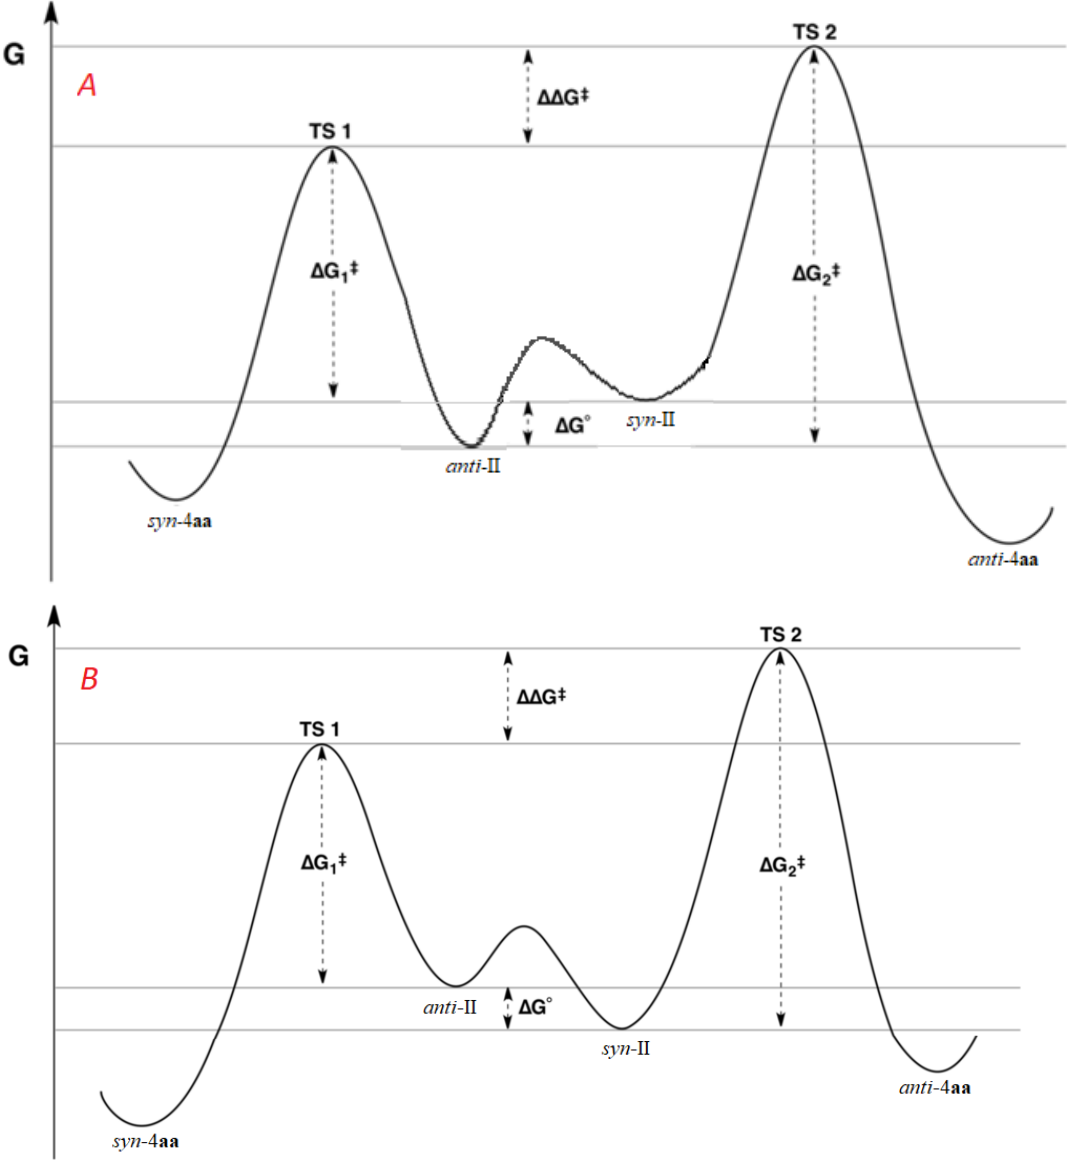 TS 2
G
A
ΔΔG‡
TS 1
ΔG₁‡
ΔG₂‡
ΔG°
syn-II
anti-II
syn-4aa
anti-4aa
TS 2
G
B
ΔΔG‡
TS 1
ΔG₁‡
ΔG₂‡
anti-II
ΔG°
syn-II
anti-4aa
syn-4aa